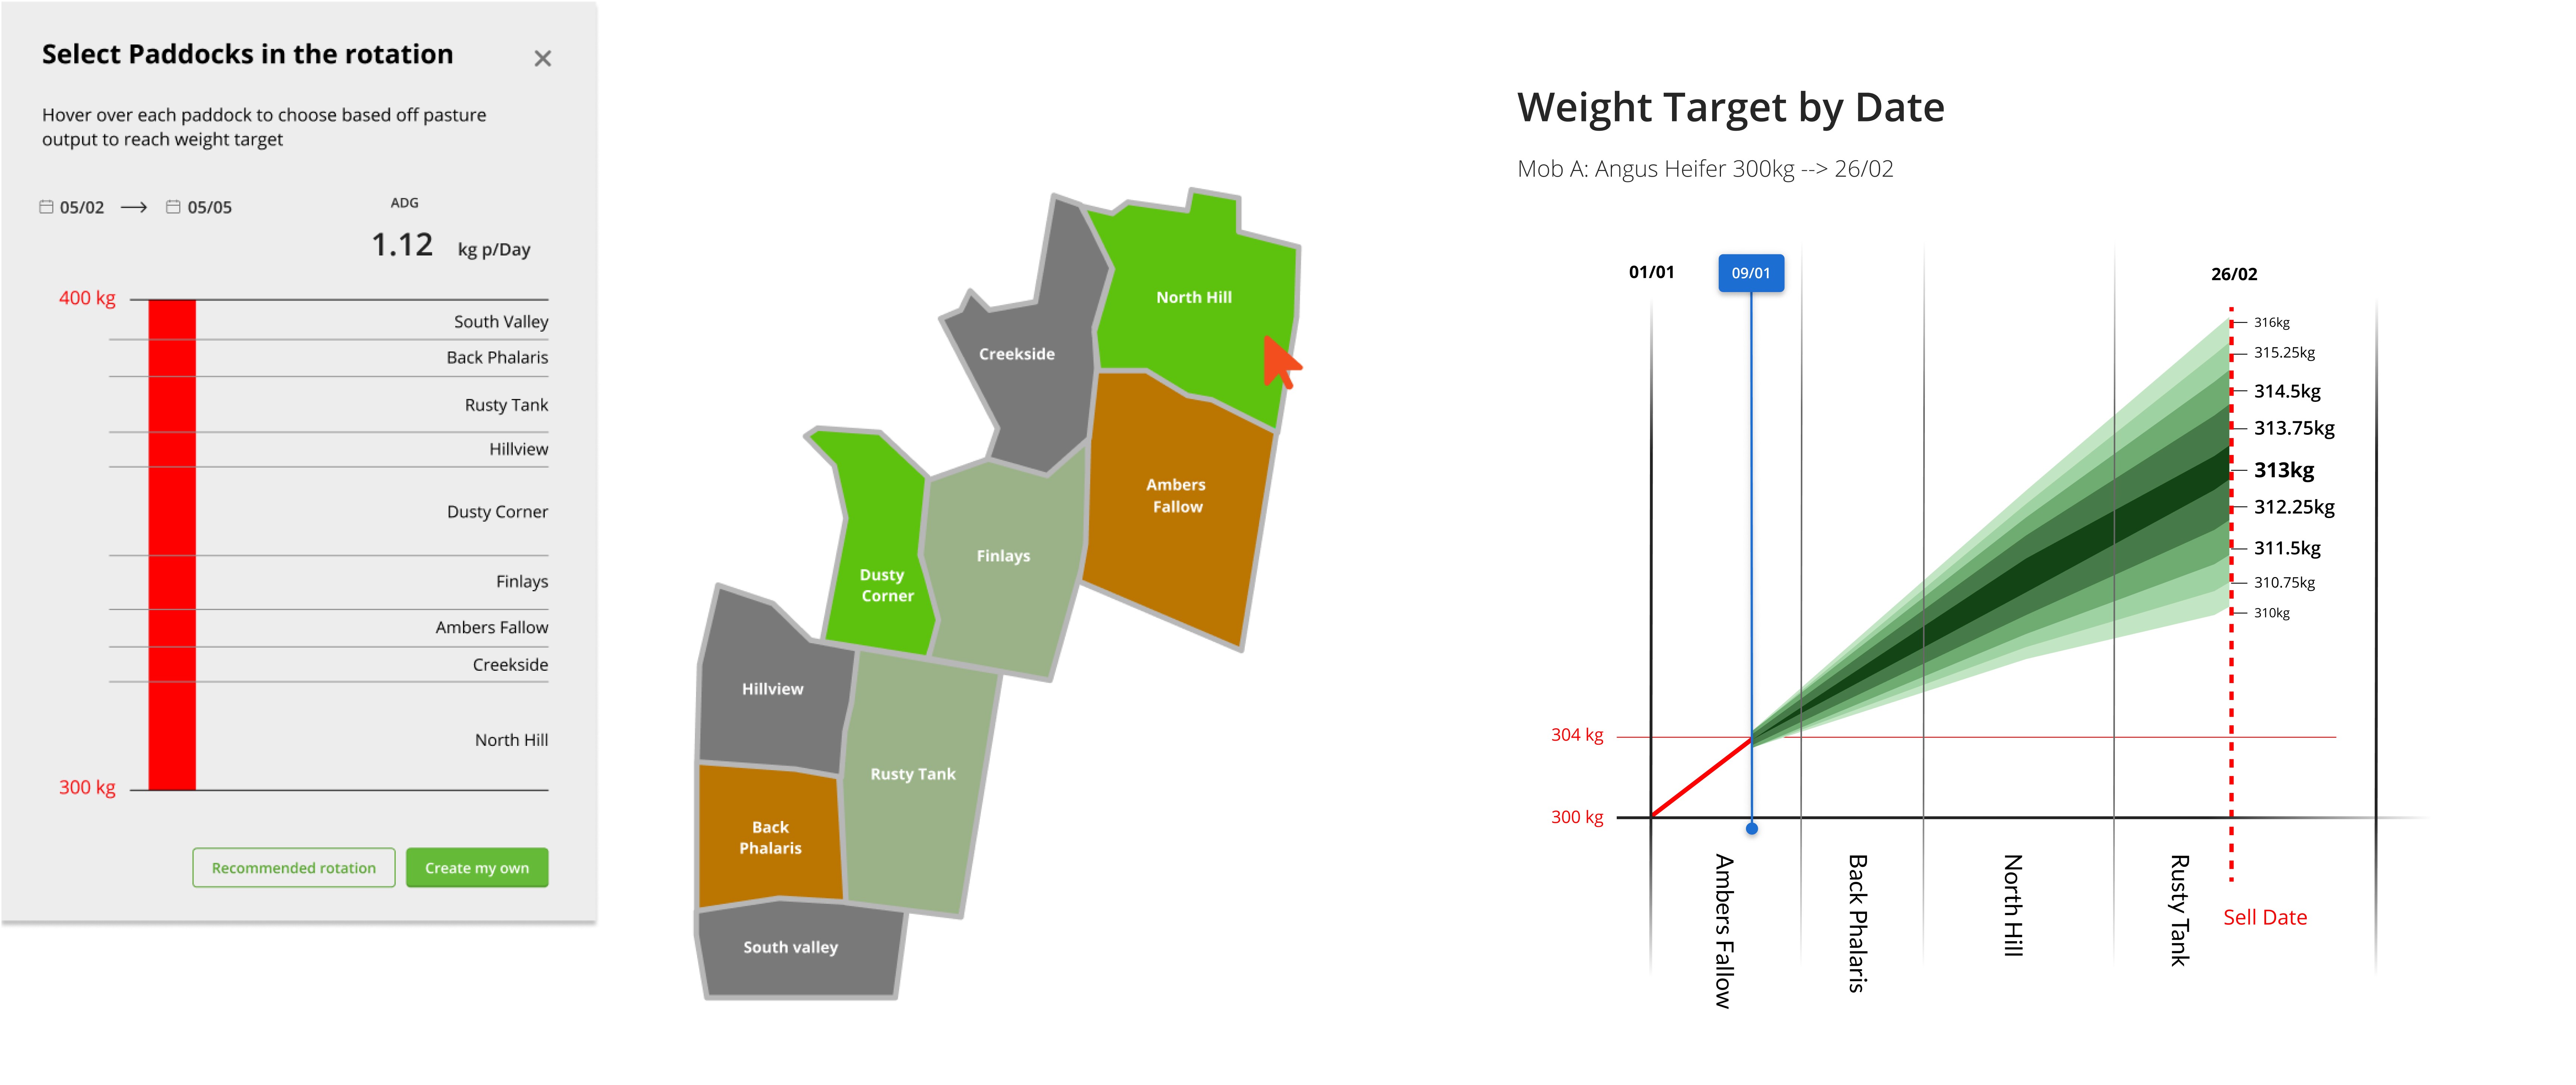 Select Paddocks in the rotation
Hover over each paddock to choose based off pasture
output to reach weight target
05/02
05/05
ADG
1.12 kg p/Day
400 kg
South Valley
Back Phalaris
Rusty Tank
Hillview
Dusty Corner
Finlays
Ambers Fallow
Creekside
North Hill
300 kg
Recommended rotation
Create my own
North Hill
Creekside
Ambers
Fallow
Finlays
Dusty
Corner
Hillview
Rusty Tank
Back
Phalaris
South valley
Weight Target by Date
Mob A: Angus Heifer 300kg --> 26/02
01/01
09/01
26/02
316kg
315.25kg
314.5kg
313.75kg
313kg
312.25kg
311.5kg
310.75kg
310kg
304 kg
300 kg
Ambers Fallow
Back Phalaris
North Hill
Rusty Tank
Sell Date